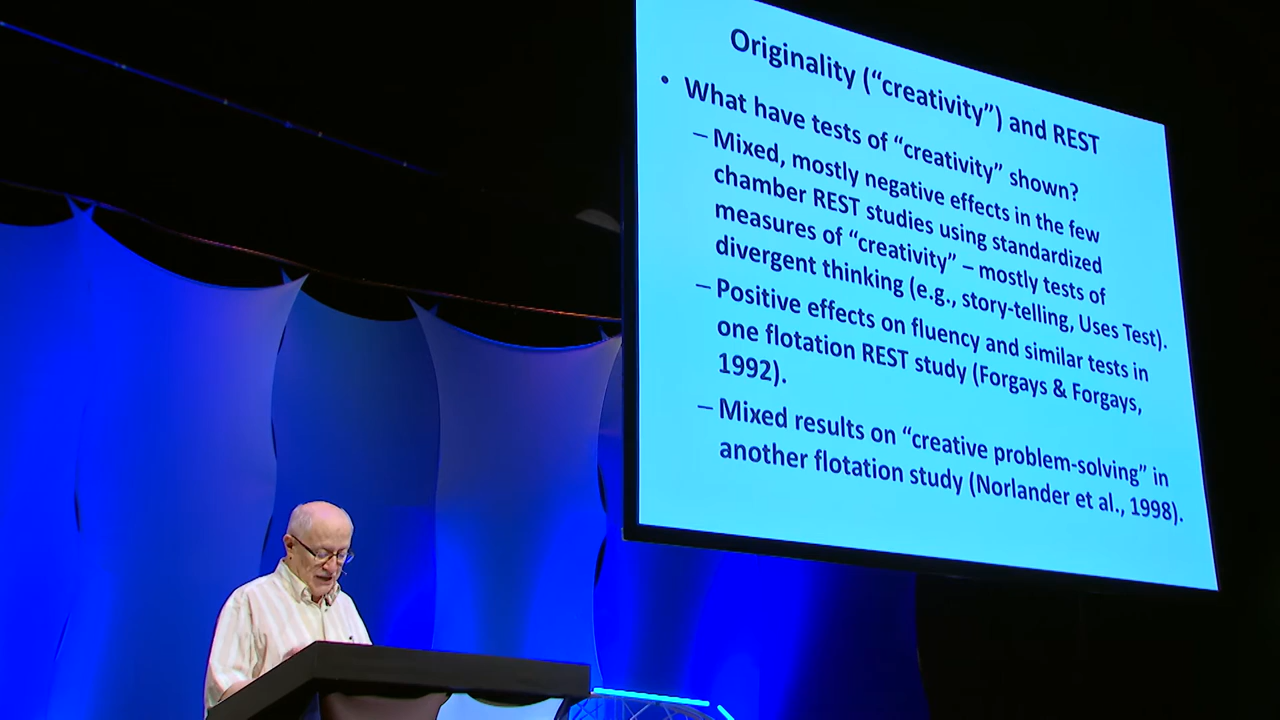 Originality (“creativity”) and REST
• What have tests of “creativity” shown?
– Mixed, mostly negative effects in the few
chamber REST studies using standardized
measures of “creativity” – mostly tests of
divergent thinking (e.g., story-telling, Uses Test).
– Positive effects on fluency and similar tests in
one flotation REST study (Forgays & Forgays,
1992).
– Mixed results on “creative problem-solving” in
another flotation study (Norlander et al., 1998).